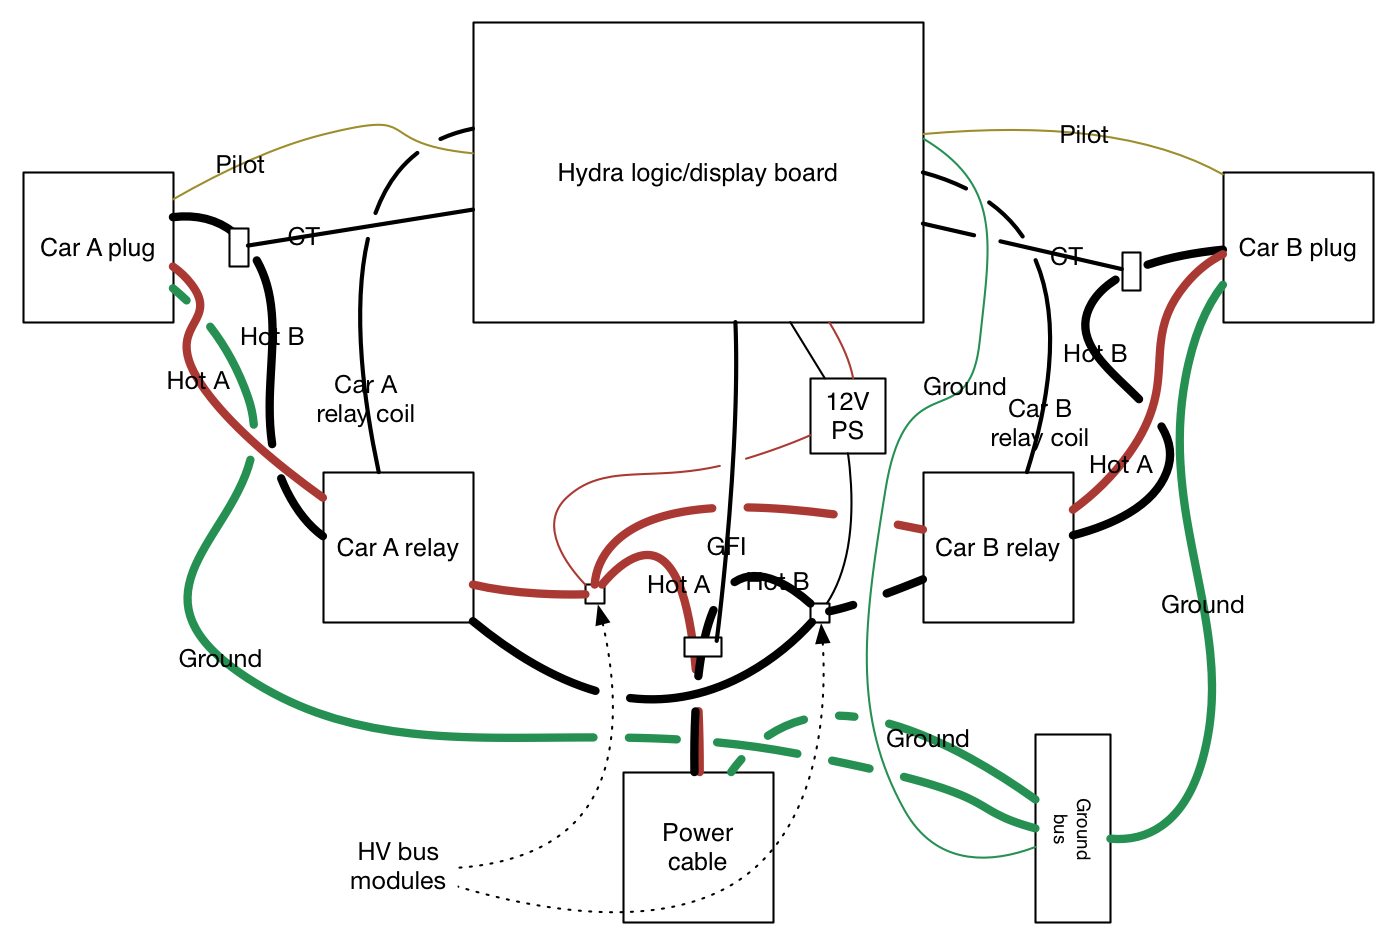 Pilot
Pilot
Hydra logic/display board
Car A plug
CT
CT
Car B plug
Hot B
Hot B
Hot A
Car A
relay coil
12V
PS
Ground
Car B
relay coil
Hot A
Car A relay
GFI
Car B relay
Hot A
Hot B
Ground
Ground
Ground
Power
cable
Ground
bus
HV bus
modules